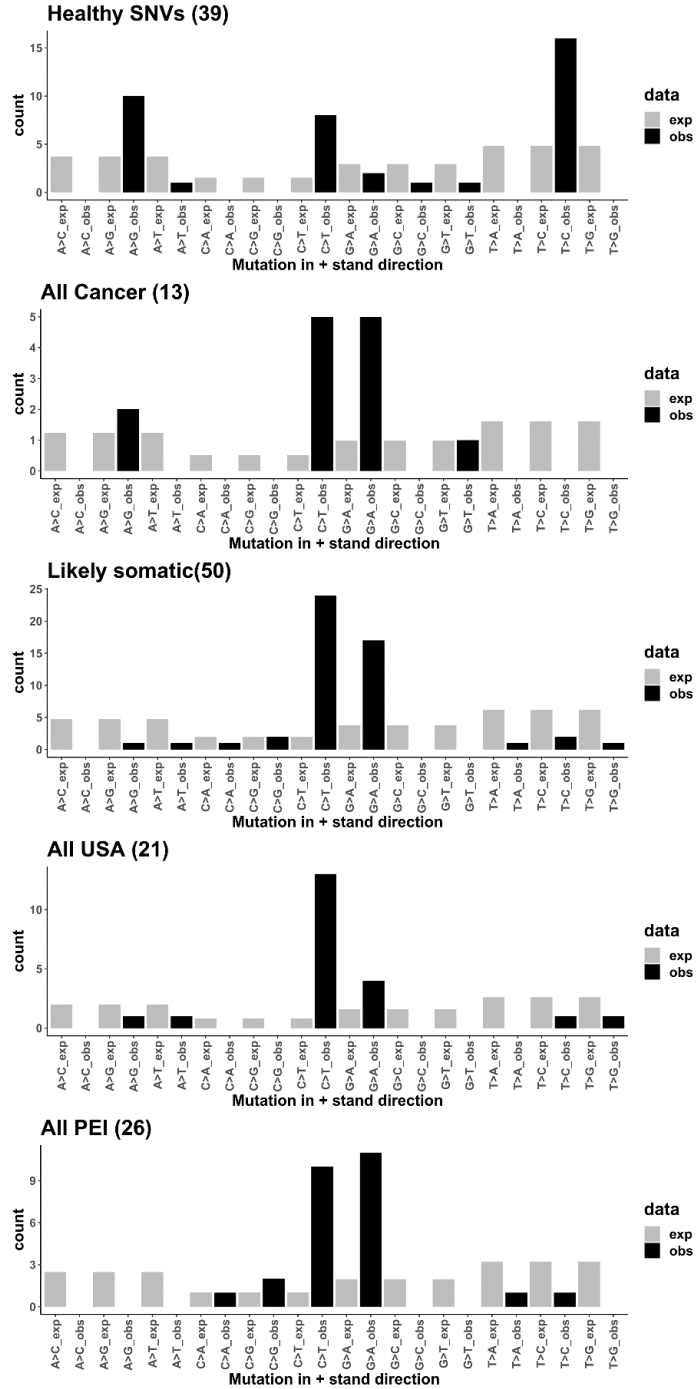 Healthy SNVs (39)
count
15
10
5
0
A>C_exp
A>C_obs
A>G_exp
A>G_obs
A>T_exp
A>T_obs
C>A_exp
C>A_obs
C>G_exp
C>G_obs
C>T_exp
C>T_obs
G>A_exp
G>A_obs
G>C_exp
G>C_obs
G>T_exp
G>T_obs
T>A_exp
T>A_obs
T>C_exp
T>C_obs
T>G_exp
T>G_obs
Mutation in + stand direction
data
exp
obs
All Cancer (13)
count
5
4
3
2
1
0
A>C_exp
A>C_obs
A>G_exp
A>G_obs
A>T_exp
A>T_obs
C>A_exp
C>A_obs
C>G_exp
C>G_obs
C>T_exp
C>T_obs
G>A_exp
G>A_obs
G>C_exp
G>C_obs
G>T_exp
G>T_obs
T>A_exp
T>A_obs
T>C_exp
T>C_obs
T>G_exp
T>G_obs
Mutation in + stand direction
data
exp
obs
Likely somatic(50)
count
25
20
15
10
5
0
A>C_exp
A>C_obs
A>G_exp
A>G_obs
A>T_exp
A>T_obs
C>A_exp
C>A_obs
C>G_exp
C>G_obs
C>T_exp
C>T_obs
G>A_exp
G>A_obs
G>C_exp
G>C_obs
G>T_exp
G>T_obs
T>A_exp
T>A_obs
T>C_exp
T>C_obs
T>G_exp
T>G_obs
Mutation in + stand direction
data
exp
obs
All USA (21)
count
10
5
0
A>C_exp
A>C_obs
A>G_exp
A>G_obs
A>T_exp
A>T_obs
C>A_exp
C>A_obs
C>G_exp
C>G_obs
C>T_exp
C>T_obs
G>A_exp
G>A_obs
G>C_exp
G>C_obs
G>T_exp
G>T_obs
T>A_exp
T>A_obs
T>C_exp
T>C_obs
T>G_exp
T>G_obs
Mutation in + stand direction
data
exp
obs
All PEI (26)
count
9
6
3
0
A>C_exp
A>C_obs
A>G_exp
A>G_obs
A>T_exp
A>T_obs
C>A_exp
C>A_obs
C>G_exp
C>G_obs
C>T_exp
C>T_obs
G>A_exp
G>A_obs
G>C_exp
G>C_obs
G>T_exp
G>T_obs
T>A_exp
T>A_obs
T>C_exp
T>C_obs
T>G_exp
T>G_obs
Mutation in + stand direction
data
exp
obs